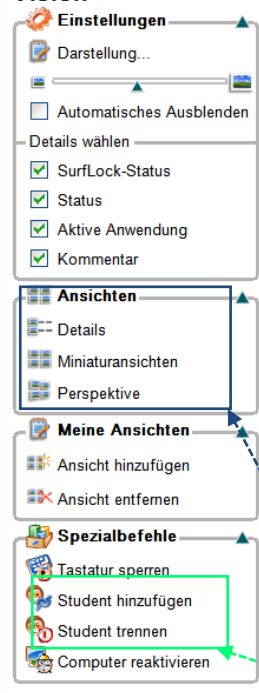 Einstellungen
Darstellung...
Automatisches Ausblenden
Details wählen
SurfLock-Status
Status
Aktive Anwendung
Kommentar
Ansichten
Details
Miniaturansichten
Perspektive
Meine Ansichten
Ansicht hinzufügen
Ansicht entfernen
Spezialbefehle
Tastatur sperren
Student hinzufügen
Student trennen
Computer reaktivieren